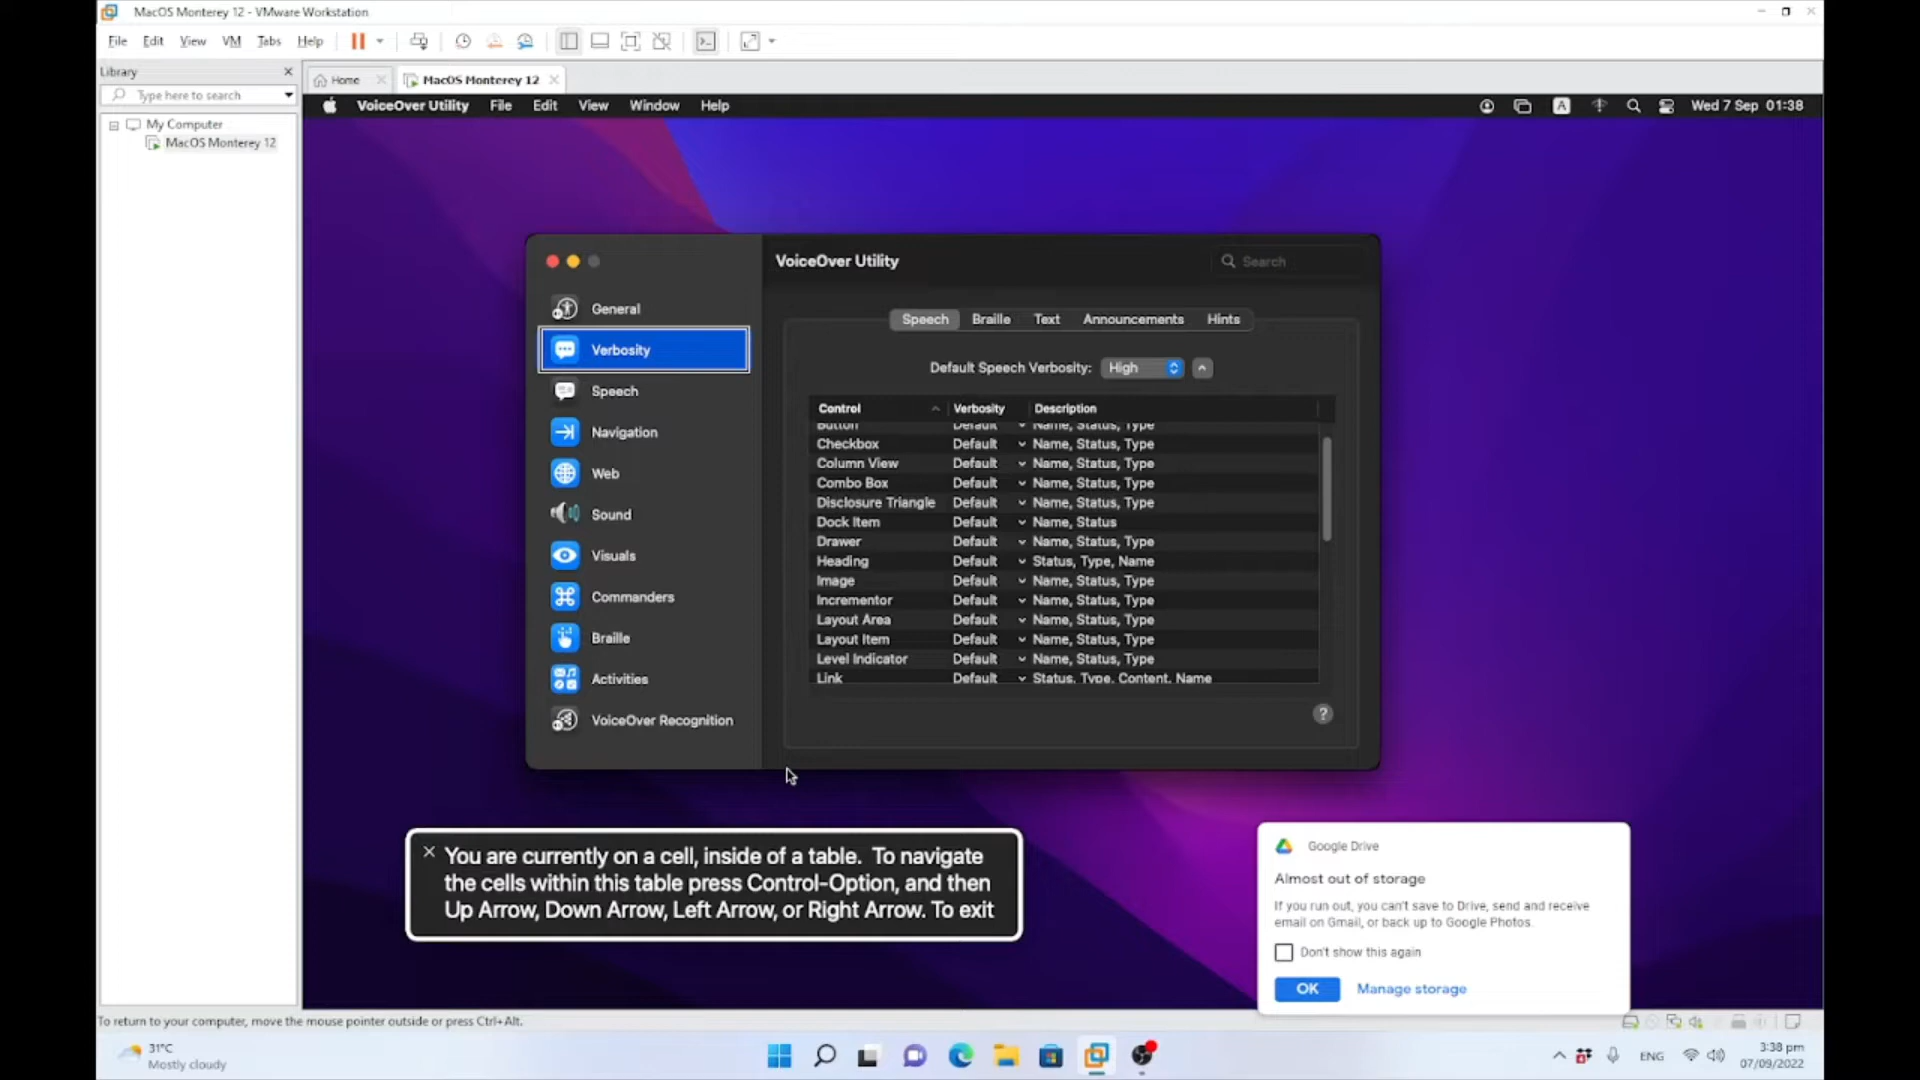 MacOS Monterey 12 - VMware Workstation
File Edit View VM Tabs Help
Library
Type here to search
My Computer
MacOS Monterey 12
Home
MacOS Monterey 12
VoiceOver Utility File Edit View Window Help
A
Wed 7 Sep 01:38
VoiceOver Utility
Search
General
Verbosity
Speech
Navigation
Web
Sound
Visuals
Commanders
Braille
Activities
VoiceOver Recognition
Speech Braille Text Announcements Hints
Default Speech Verbosity: High
Control Verbosity Description
Button Default Name, Status, Type
Checkbox Default Name, Status, Type
Column View Default Name, Status, Type
Combo Box Default Name, Status, Type
Disclosure Triangle Default Name, Status, Type
Dock Item Default Name, Status
Drawer Default Name, Status, Type
Heading Default Status, Type, Name
Image Default Name, Status, Type
Incrementor Default Name, Status, Type
Layout Area Default Name, Status, Type
Layout Item Default Name, Status, Type
Level Indicator Default Name, Status, Type
Link Default Status, Type, Content, Name
?
You are currently on a cell, inside of a table. To navigate
the cells within this table press Control-Option, and then
Up Arrow, Down Arrow, Left Arrow, or Right Arrow. To exit
Google Drive
Almost out of storage
If you run out, you can't save to Drive, send and receive
email on Gmail, or back up to Google Photos.
Don't show this again
OK Manage storage
To return to your computer, move the mouse pointer outside or press Ctrl+Alt.
31°C
Mostly cloudy
ENG
3:38 pm
07/09/2022